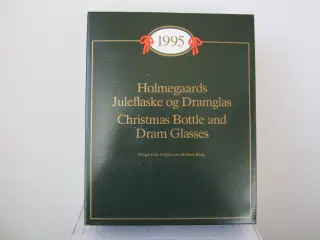 1995
Holmegaards
Juleflaske og Dramglas
Christmas Bottle and
Dram Glasses